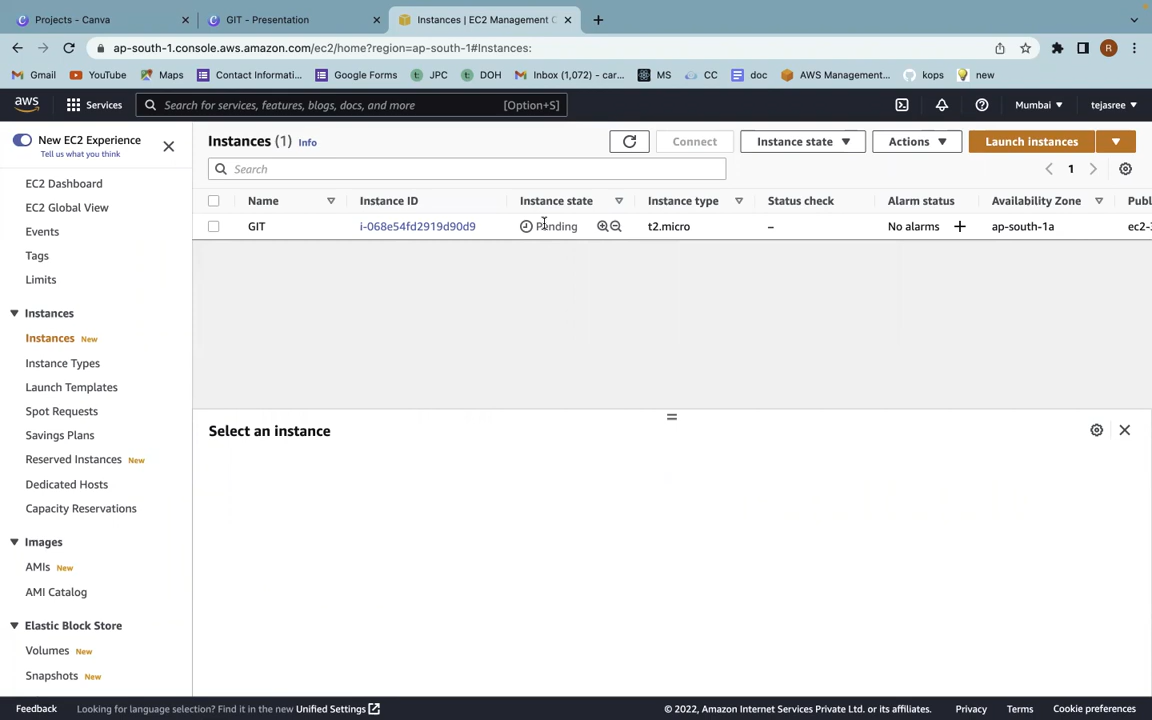 Projects - Canva
GIT - Presentation
Instances | EC2 Management C
ap-south-1.console.aws.amazon.com/ec2/home?region=ap-south-1#Instances:
R
Gmail YouTube Maps Contact Informati... Google Forms JPC DOH Inbox (1,072) - car... MS CC doc AWS Management... kops new
aws Services Search for services, features, blogs, docs, and more [Option+S] Mumbai ▼ tejasree ▼
New EC2 Experience
Tell us what you think
EC2 Dashboard
EC2 Global View
Events
Tags
Limits
Instances
Instances New
Instance Types
Launch Templates
Spot Requests
Savings Plans
Reserved Instances New
Dedicated Hosts
Capacity Reservations
Images
AMIs New
AMI Catalog
Elastic Block Store
Volumes New
Snapshots New
Instances (1) Info
Connect
Instance state
Actions
Launch instances
Search
1
Name Instance ID Instance state Instance type Status check Alarm status Availability Zone Publ
GIT i-068e54fd2919d90d9 Pending t2.micro – No alarms + ap-south-1a ec2-3
Select an instance
Feedback Looking for language selection? Find it in the new Unified Settings © 2022, Amazon Internet Services Private Ltd. or its affiliates. Privacy Terms Cookie preferences